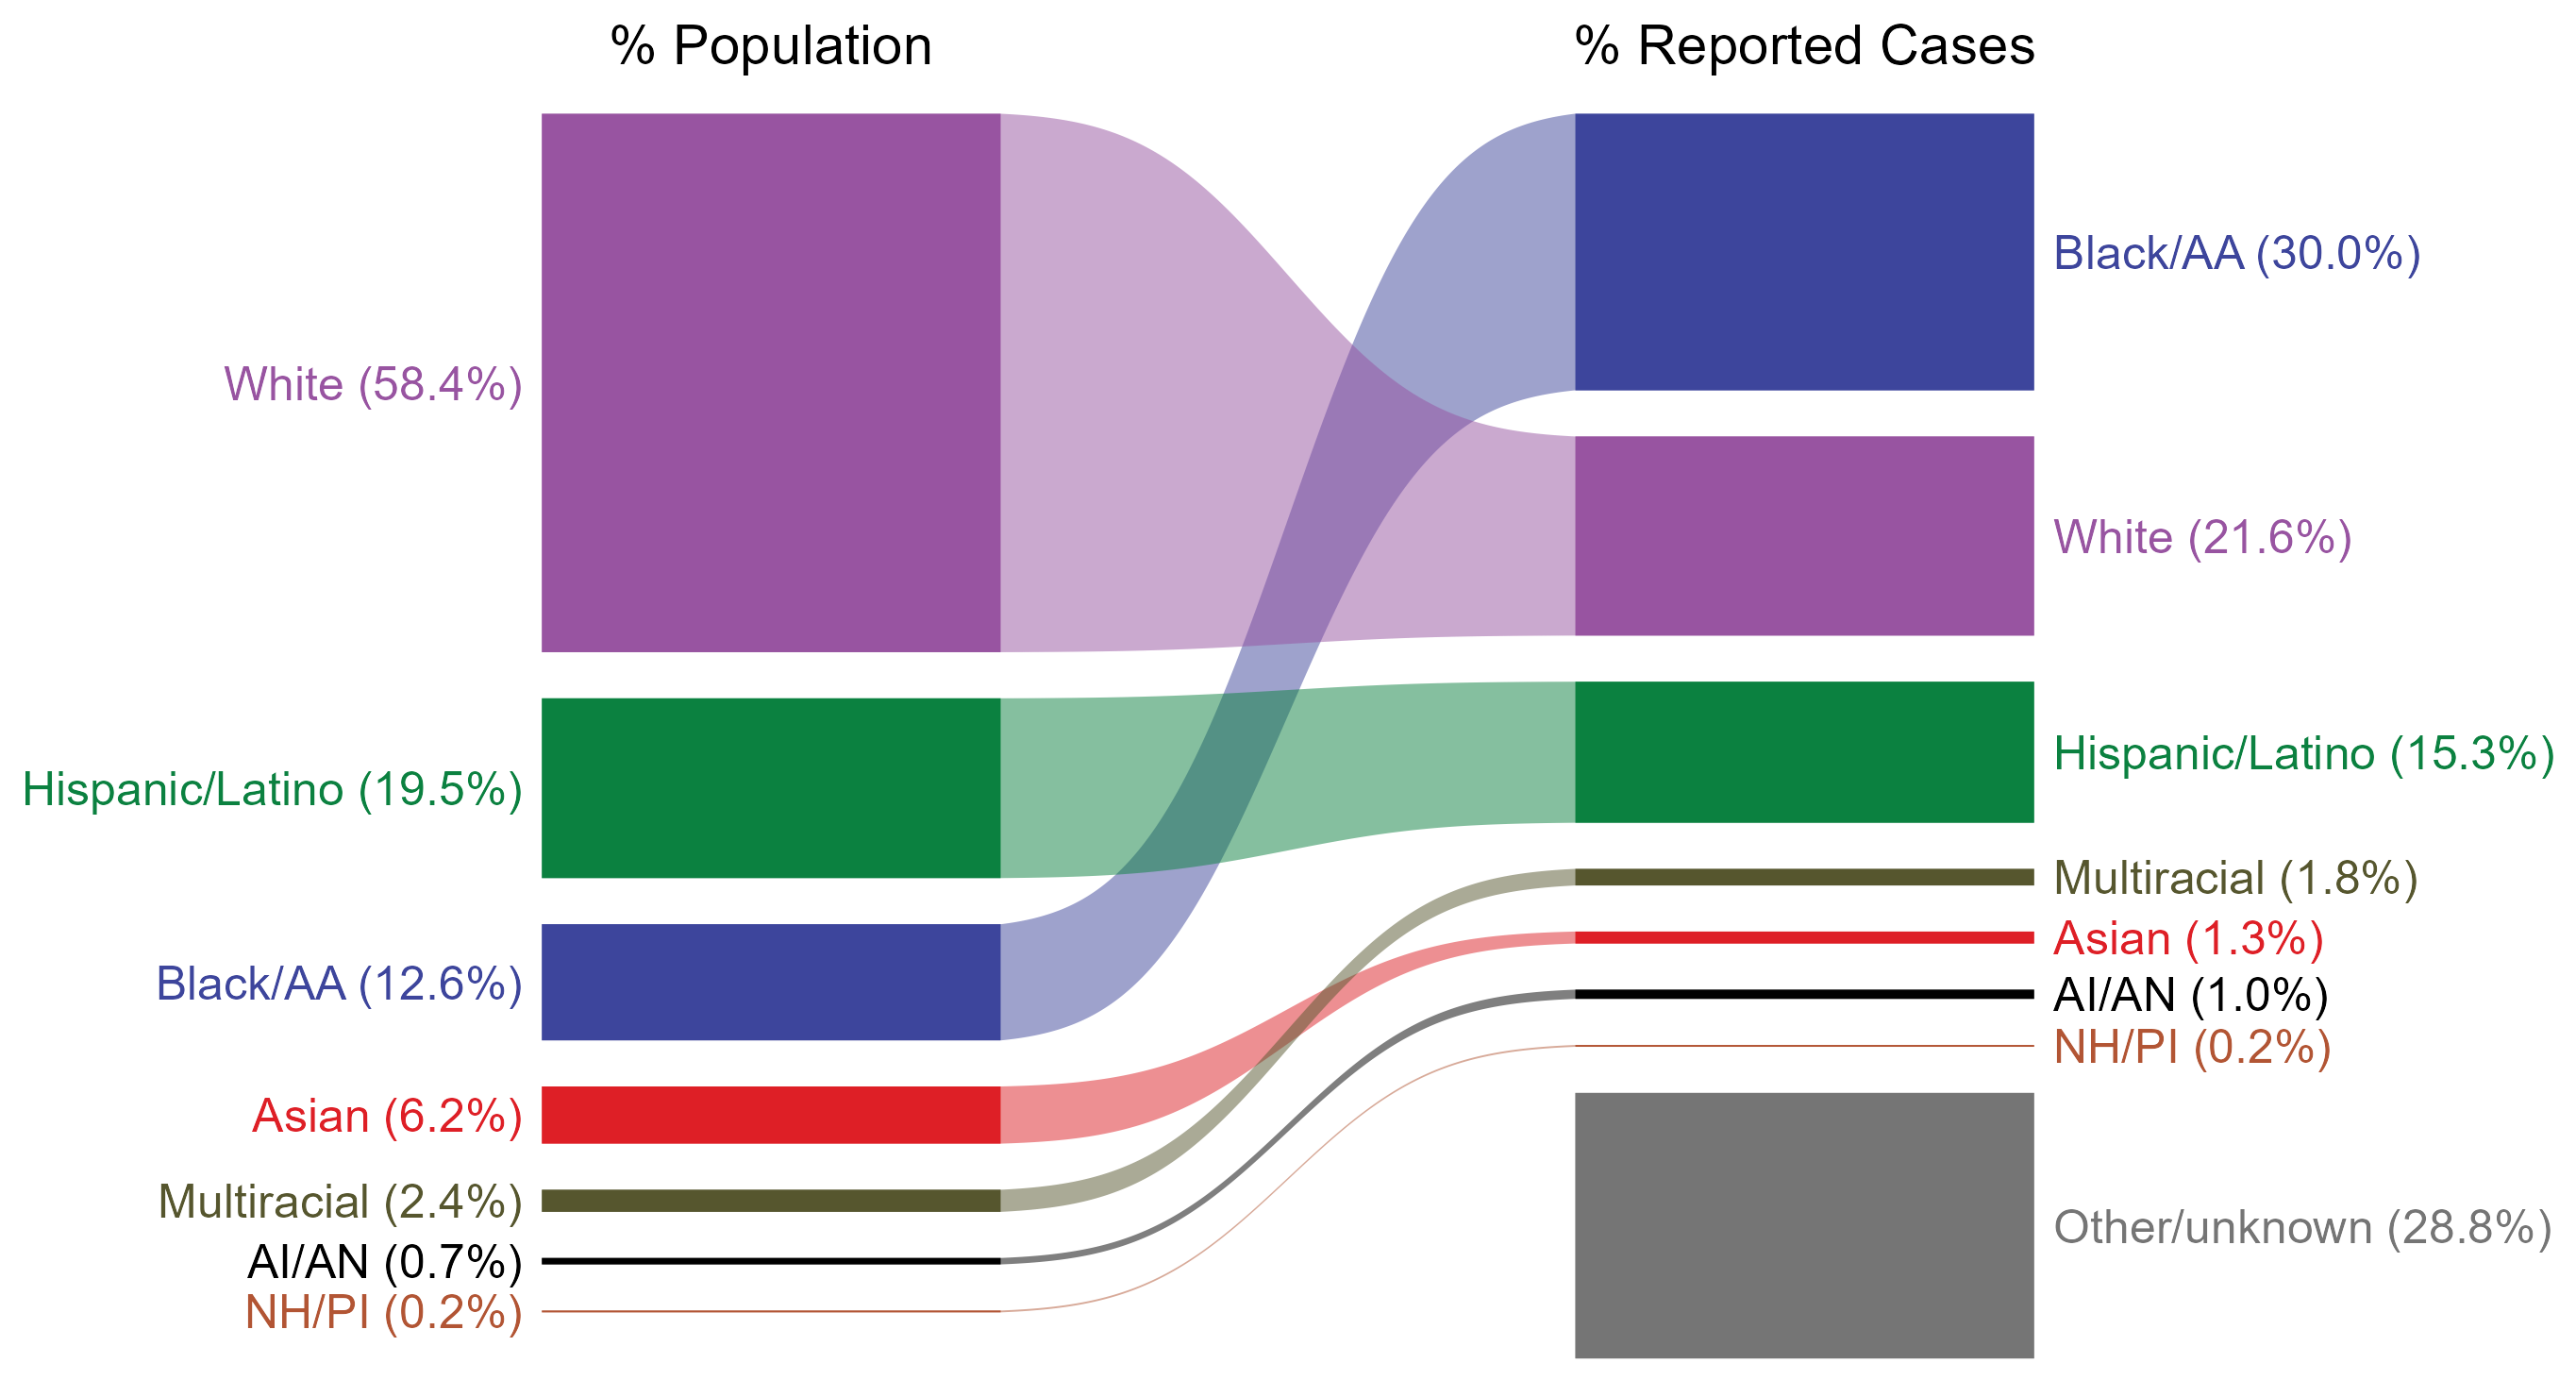 % Population
% Reported Cases
White (58.4%)
Hispanic/Latino (19.5%)
Black/AA (12.6%)
Asian (6.2%)
Multiracial (2.4%)
AI/AN (0.7%)
NH/PI (0.2%)
Black/AA (30.0%)
White (21.6%)
Hispanic/Latino (15.3%)
Multiracial (1.8%)
Asian (1.3%)
AI/AN (1.0%)
NH/PI (0.2%)
Other/unknown (28.8%)